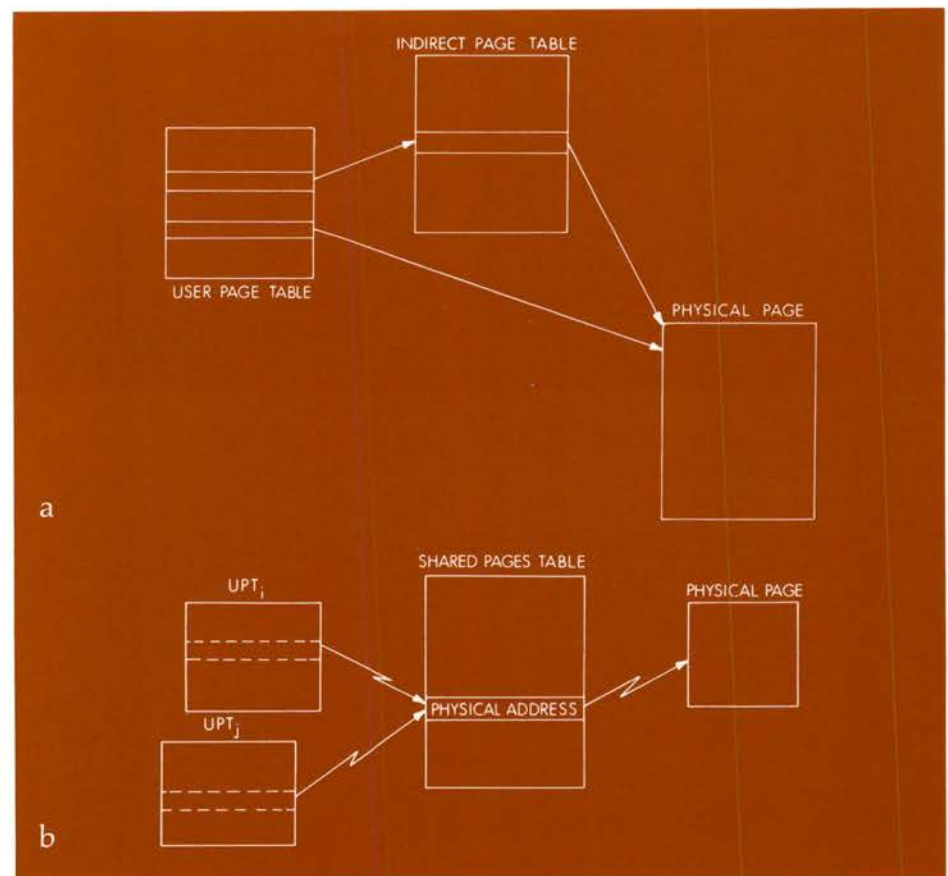 INDIRECT PAGE TABLE
USER PAGE TABLE
PHYSICAL PAGE
a
SHARED PAGES TABLE
UPTi
PHYSICAL PAGE
PHYSICAL ADDRESS
UPTj
b